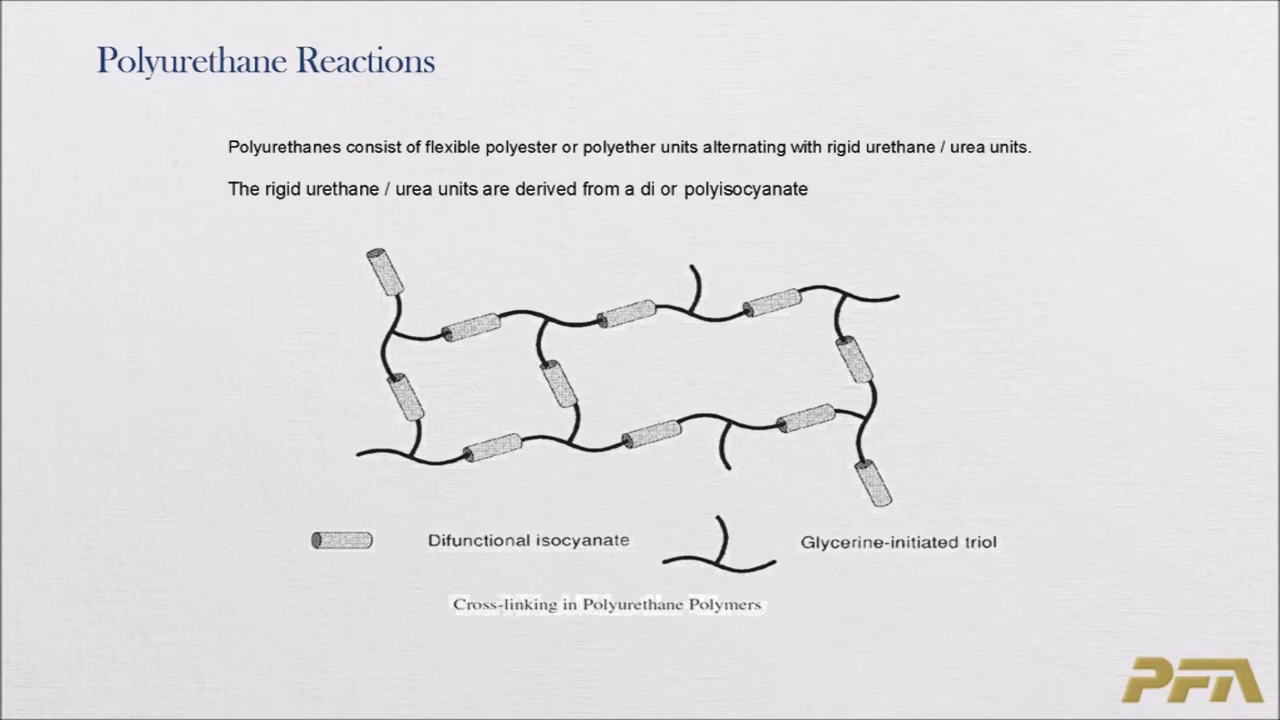 Polyurethane Reactions
Polyurethanes consist of flexible polyester or polyether units alternating with rigid urethane / urea units.
The rigid urethane / urea units are derived from a di or polyisocyanate
Difunctional isocyanate
Glycerine-initiated triol
Cross-linking in Polyurethane Polymers
PFA